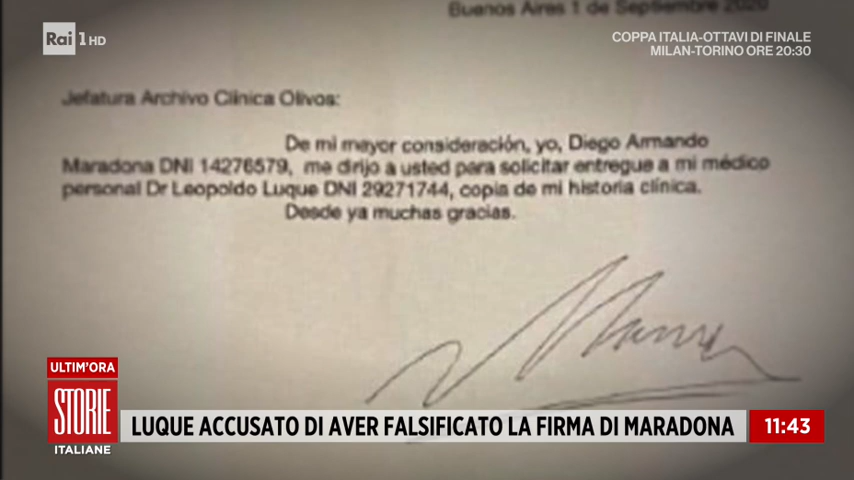 Buenos Aires 1 de Septiembre 2020
Rai 1 HD
COPPA ITALIA-OTTAVI DI FINALE
MILAN-TORINO ORE 20:30
Jefatura Archivo Clínica Olivos:
De mi mayor consideración, yo, Diego Armando
Maradona DNI 14276579, me dirijo a usted para solicitar entregue a mi médico
personal Dr Leopoldo Luque DNI 29271744, copia de mi historia clínica.
Desde ya muchas gracias.
ULTIM'ORA
STORIE
ITALIANE
LUQUE ACCUSATO DI AVER FALSIFICATO LA FIRMA DI MARADONA
11:43